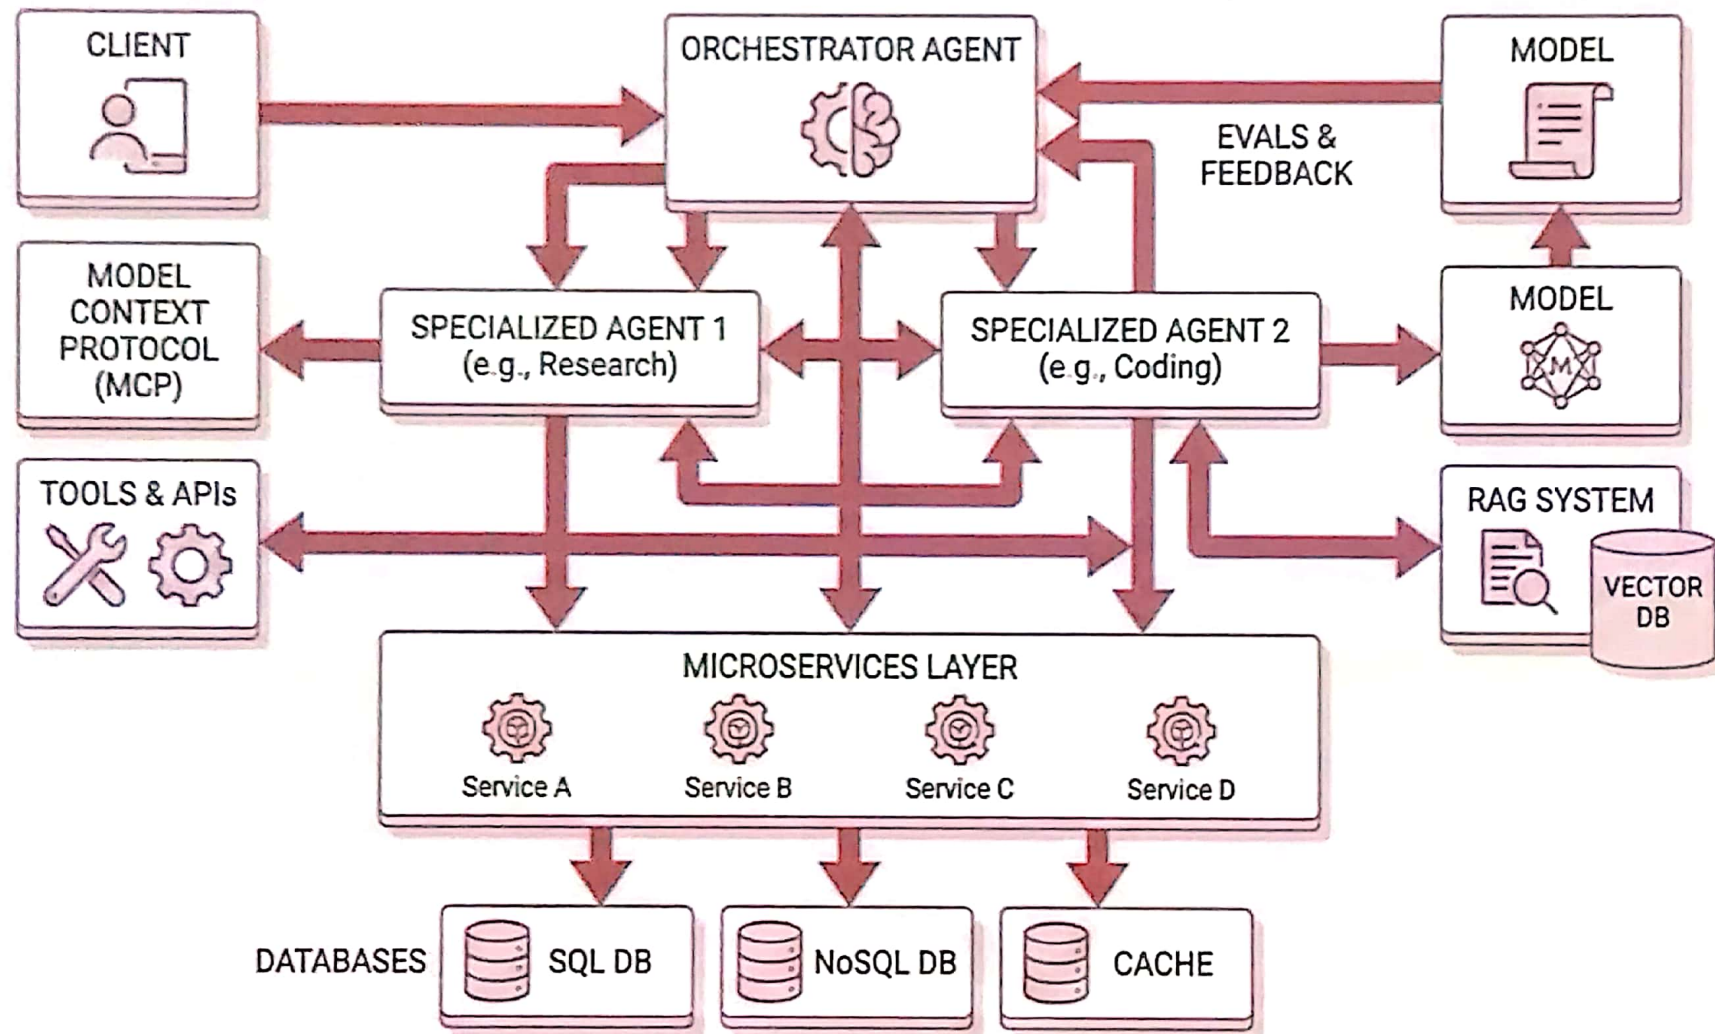 CLIENT
ORCHESTRATOR AGENT
MODEL
EVALS &
FEEDBACK
MODEL
CONTEXT
PROTOCOL
(MCP)
SPECIALIZED AGENT 1
(e.g., Research)
SPECIALIZED AGENT 2
(e.g., Coding)
MODEL
M
TOOLS & APIs
RAG SYSTEM
VECTOR
DB
MICROSERVICES LAYER
Service A
Service B
Service C
Service D
DATABASES
SQL DB
NoSQL DB
CACHE